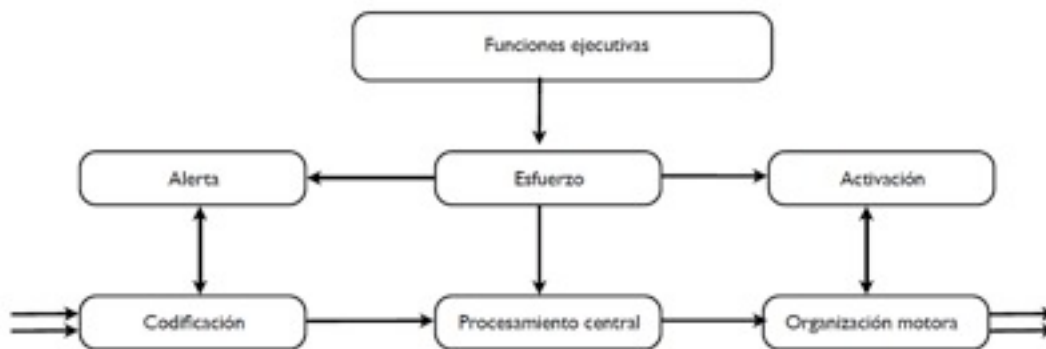 Funciones ejecutivas
Alerta
Esfuerzo
Activación
Codificación
Procesamiento central
Organización motora